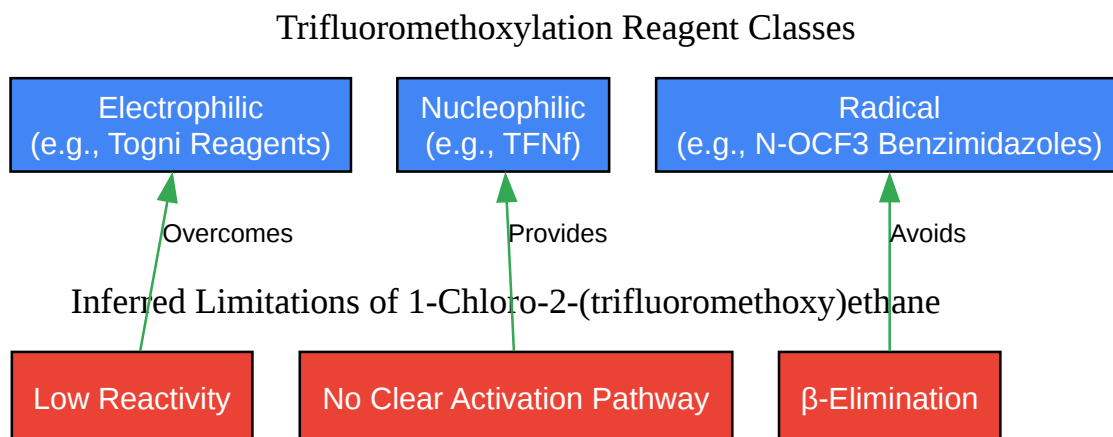 Trifluoromethoxylation Reagent Classes
Electrophilic
(e.g., Togni Reagents)
Nucleophilic
(e.g., TFNf)
Radical
(e.g., N-OCF3 Benzimidazoles)
Overcomes
Provides
Avoids
Inferred Limitations of 1-Chloro-2-(trifluoromethoxy)ethane
Low Reactivity
No Clear Activation Pathway
β-Elimination